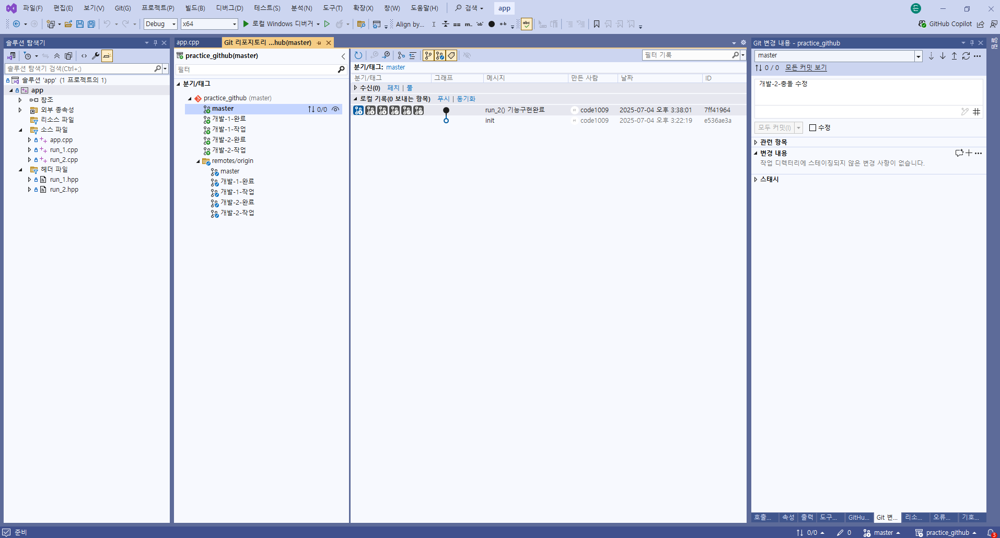 파일(F) 편집(E) 보기(V) Git(G) 프로젝트(P) 빌드(B) 디버그(D) 테스트(S) 분석(N) 도구(T) 확장(X) 창(W) 도움말(H) 검색 app
Debug x64 로컬 Windows 디버거 Align by... GitHub Copilot
솔루션 탐색기
솔루션 탐색기 검색(Ctrl+;)
솔루션 'app' (1 프로젝트의 1)
app
참조
외부 종속성
리소스 파일
소스 파일
app.cpp
run_1.cpp
run_2.cpp
헤더 파일
run_1.hpp
run_2.hpp
app.cpp Git 리포지토리 ...hub(master)
practice_github(master)
필터
분기/태그
practice_github (master)
master 0/0
개발-1-완료
개발-1-작업
개발-2-완료
개발-2-작업
remotes/origin
master
개발-1-완료
개발-1-작업
개발-2-완료
개발-2-작업
필터 기록
분기/태그: master
분기/태그 그래프 메시지 만든 사람 날짜 ID
수신(0) 페치 | 풀
로컬 기록(0 보내는 항목) 푸시 | 동기화
run_2() 기능구현완료 code1009 2025-07-04 오후 3:38:01 7ff41964
init code1009 2025-07-04 오후 3:22:19 e536ae3a
Git 변경 내용 - practice_github
master
0 / 0 모든 커밋 보기
개발-2-충돌 수정
모두 커밋(I) 수정
관련 항목
변경 내용
작업 디렉터리에 스테이징되지 않은 변경 사항이 없습니다.
스태시
알림
호출... 속성 출력 도구... GitHu... Git 변... 리소... 오류... 기호...
준비 0/0 0 master practice_github 3